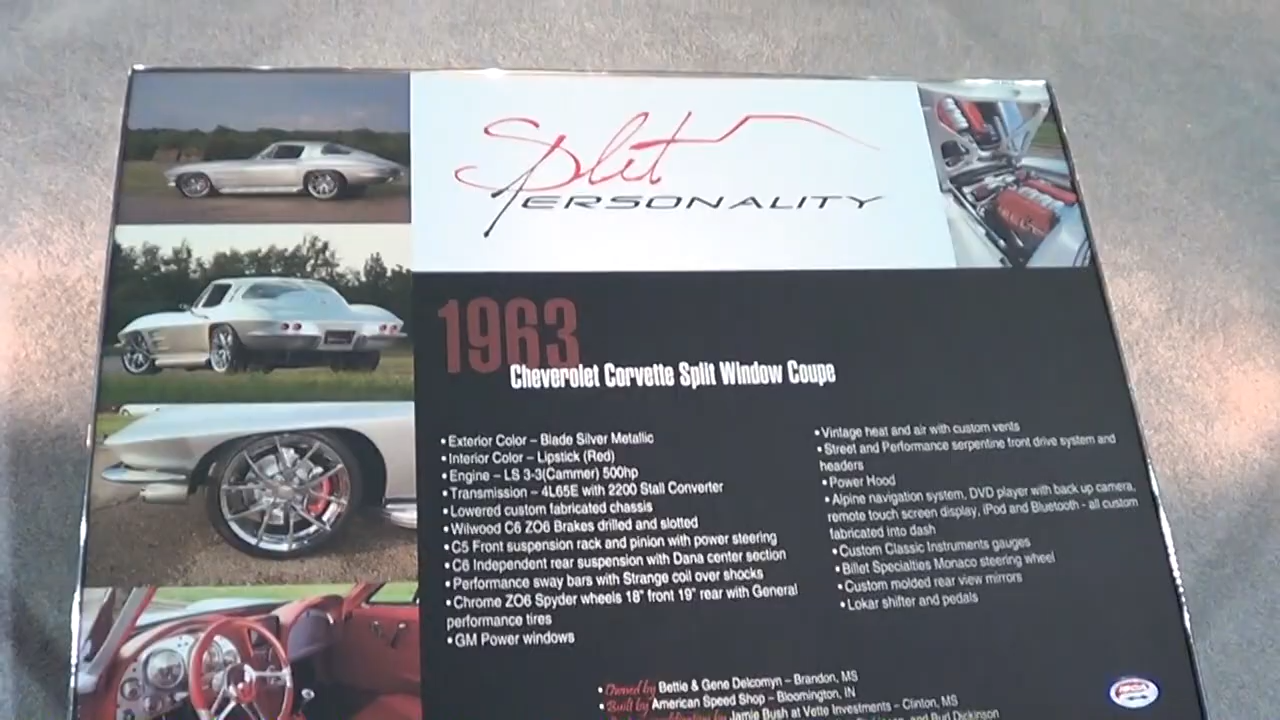 Split
PERSONALITY
1963
Cheverolet Corvette Split Window Coupe
• Exterior Color – Blade Silver Metallic
• Interior Color – Lipstick (Red)
• Engine – LS 3-3(Cammer) 500hp
• Transmission – 4L65E with 2200 Stall Converter
• Lowered custom fabricated chassis
• Wilwood C6 ZO6 Brakes drilled and slotted
• C5 Front suspension rack and pinion with power steering
• C6 Independent rear suspension with Dana center section
• Performance sway bars with Strange coil over shocks
• Chrome ZO6 Spyder wheels 18" front 19" rear with General
performance tires
• GM Power windows
• Vintage heat and air with custom vents
• Street and Performance serpentine front drive system and
headers
• Power Hood
• Alpine navigation system, DVD player with back up camera,
remote touch screen display, iPod and Bluetooth - all custom
fabricated into dash
• Custom Classic Instruments gauges
• Billet Specialties Monaco steering wheel
• Custom molded rear view mirrors
• Lokar shifter and pedals
• Owned by Bettie & Gene Delcomyn – Brandon, MS
• Built by American Speed Shop – Bloomington, IN
Jamie Bush at Vette Investments – Clinton, MS
and Burl Dickinson